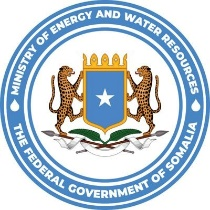 MINISTRY OF ENERGY AND WATER RESOURCES
THE FEDERAL GOVERNMENT OF SOMALIA